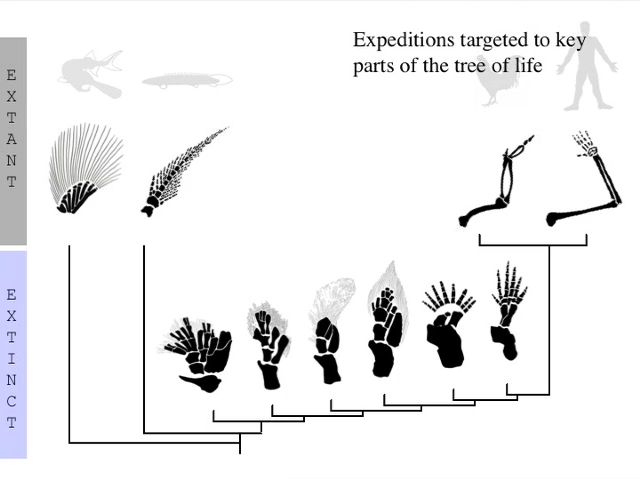 Expeditions targeted to key
parts of the tree of life
EXTANT
EXTINCT